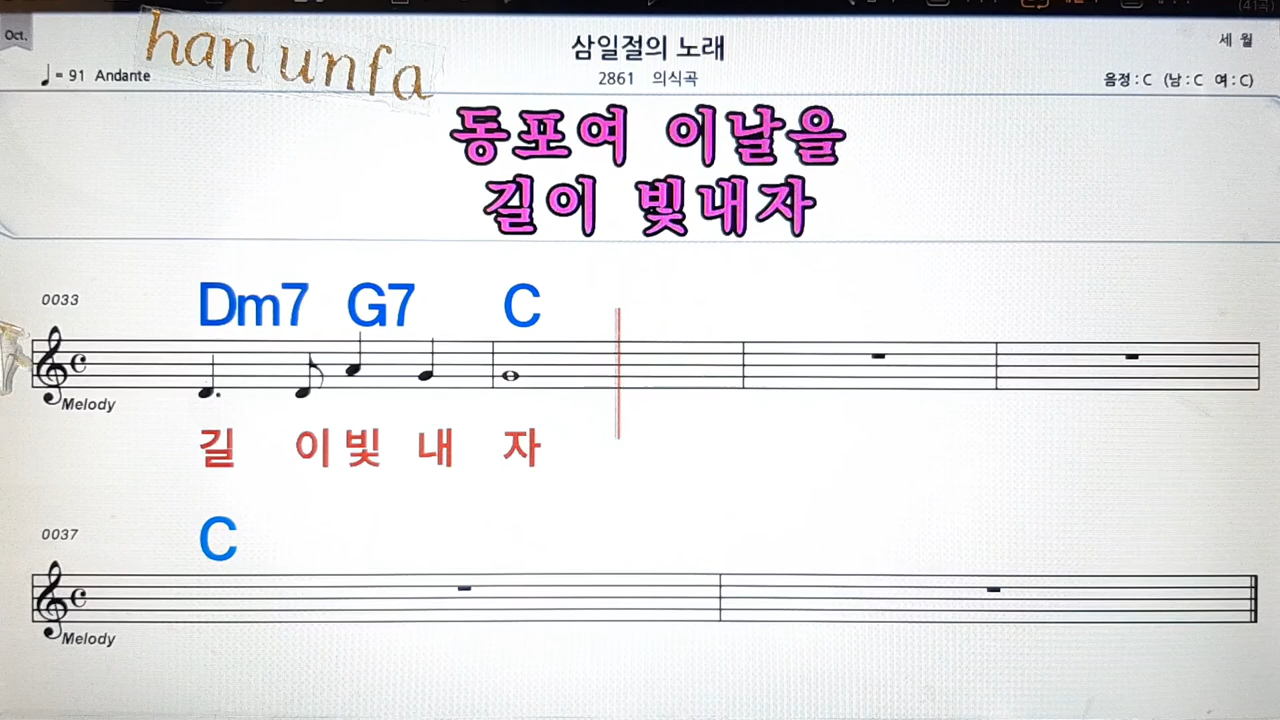 Oct.
han unfa
♩= 91 Andante
삼일절의 노래
2861 의식곡
세 월
음정 : C (남 : C 여 : C)
동포여 이날을
길이 빛내자
0033
Dm7 G7 C
Melody
길 이 빛 내 자
0037
C
Melody